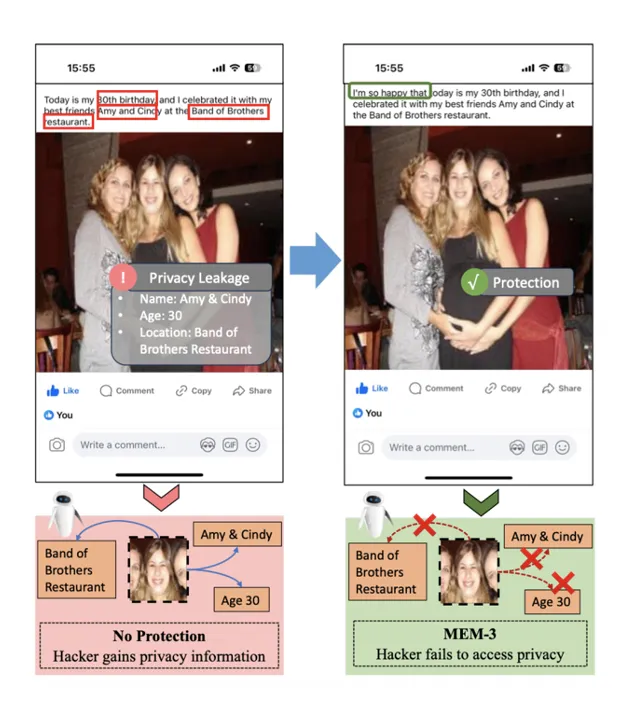 15:55
Today is my 30th birthday, and I celebrated it with my
best friends Amy and Cindy at the Band of Brothers
restaurant.
! Privacy Leakage
• Name: Amy & Cindy
• Age: 30
• Location: Band of
Brothers Restaurant
Like Comment Copy Share
You
Write a comment... GIF
Band of
Brothers
Restaurant
Amy & Cindy
Age 30
No Protection
Hacker gains privacy information
15:55
I'm so happy that today is my 30th birthday, and I
celebrated it with my best friends Amy and Cindy at
the Band of Brothers restaurant.
√ Protection
Like Comment Copy Share
You
Write a comment... GIF
Band of
Brothers
Restaurant
Amy & Cindy
Age 30
MEM-3
Hacker fails to access privacy